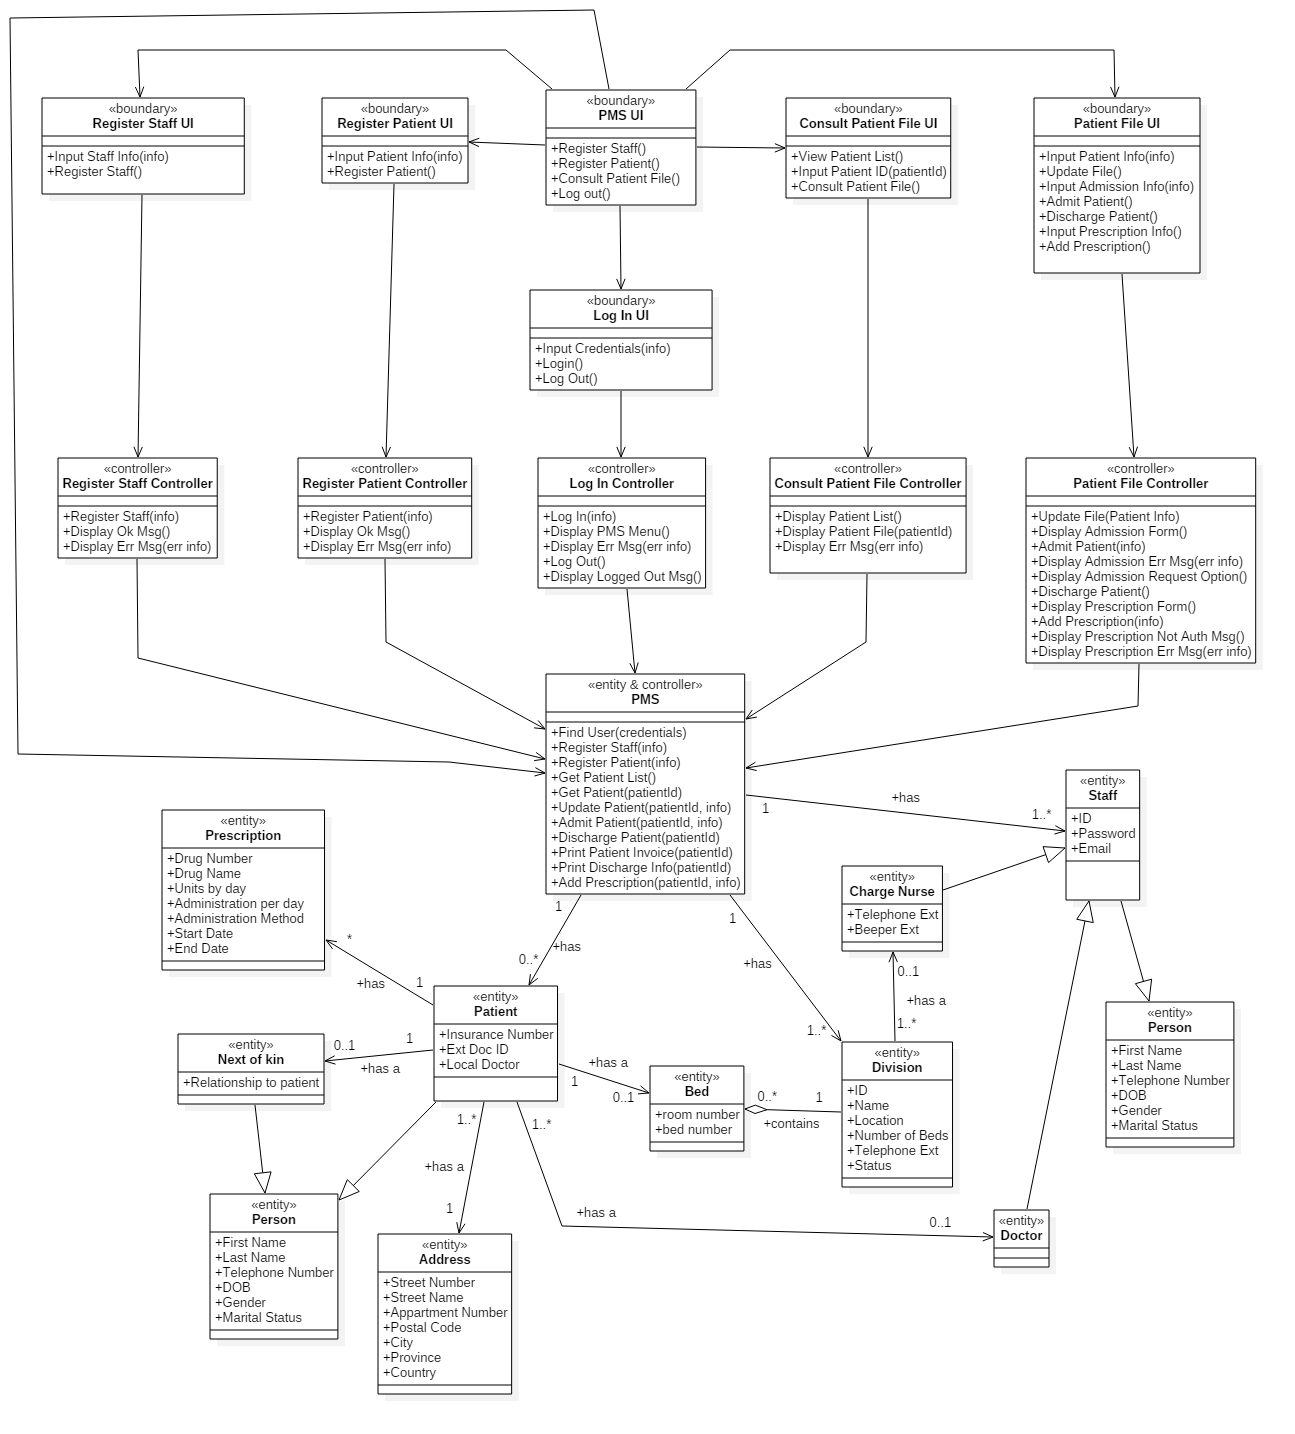 «boundary»
Register Staff UI
+Input Staff Info(info)
+Register Staff()
«boundary»
Register Patient UI
+Input Patient Info(info)
+Register Patient()
«boundary»
PMS UI
+Register Staff()
+Register Patient()
+Consult Patient File()
+Log out()
«boundary»
Consult Patient File UI
+View Patient List()
+Input Patient ID(patientId)
+Consult Patient File()
«boundary»
Patient File UI
+Input Patient Info(info)
+Update File()
+Input Admission Info(info)
+Admit Patient()
+Discharge Patient()
+Input Prescription Info()
+Add Prescription()
«boundary»
Log In UI
+Input Credentials(info)
+Login()
+Log Out()
«controller»
Register Staff Controller
+Register Staff(info)
+Display Ok Msg()
+Display Err Msg(err info)
«controller»
Register Patient Controller
+Register Patient(info)
+Display Ok Msg()
+Display Err Msg(err info)
«controller»
Log In Controller
+Log In(info)
+Display PMS Menu()
+Display Err Msg(err info)
+Log Out()
+Display Logged Out Msg()
«controller»
Consult Patient File Controller
+Display Patient List()
+Display Patient File(patientId)
+Display Err Msg(err info)
«controller»
Patient File Controller
+Update File(Patient Info)
+Display Admission Form()
+Admit Patient(info)
+Display Admission Err Msg(err info)
+Display Admission Request Option()
+Discharge Patient()
+Display Prescription Form()
+Add Prescription(info)
+Display Prescription Not Auth Msg()
+Display Prescription Err Msg(err info)
«entity & controller»
PMS
+Find User(credentials)
+Register Staff(info)
+Register Patient(info)
+Get Patient List()
+Get Patient(patientId)
+Update Patient(patientId, info)
+Admit Patient(patientId, info)
+Discharge Patient(patientId)
+Print Patient Invoice(patientId)
+Print Discharge Info(patientId)
+Add Prescription(patientId, info)
+has
1
1..*
«entity»
Staff
+ID
+Password
+Email
«entity»
Prescription
+Drug Number
+Drug Name
+Units by day
+Administration per day
+Administration Method
+Start Date
+End Date
«entity»
Charge Nurse
+Telephone Ext
+Beeper Ext
1
+has
0..*
1
+has
1..*
*
+has
1
0..1
+has a
1..*
«entity»
Patient
+Insurance Number
+Ext Doc ID
+Local Doctor
«entity»
Person
+First Name
+Last Name
+Telephone Number
+DOB
+Gender
+Marital Status
«entity»
Next of kin
+Relationship to patient
0..1
1
+has a
+has a
1
0..1
«entity»
Bed
+room number
+bed number
0..*
1
+contains
«entity»
Division
+ID
+Name
+Location
+Number of Beds
+Telephone Ext
+Status
1..*
+has a
1
1..*
+has a
0..1
«entity»
Person
+First Name
+Last Name
+Telephone Number
+DOB
+Gender
+Marital Status
«entity»
Address
+Street Number
+Street Name
+Appartment Number
+Postal Code
+City
+Province
+Country
«entity»
Doctor